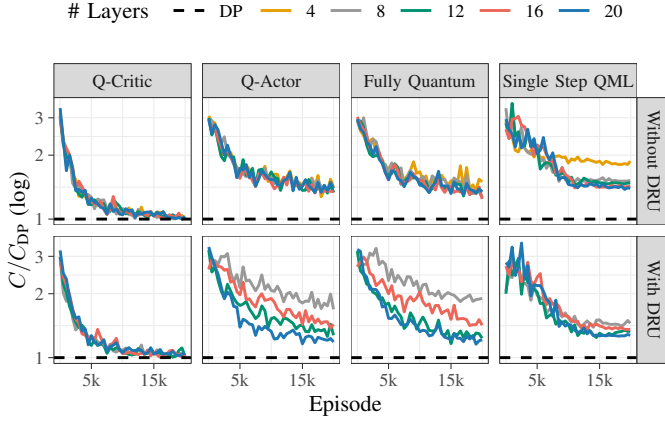 # Layers DP 4 8 12 16 20
Q-Critic Q-Actor Fully Quantum Single Step QML
3
2
1
Without DRU
3
2
1
With DRU
C/C_DP (log)
5k 15k 5k 15k 5k 15k 5k 15k
Episode